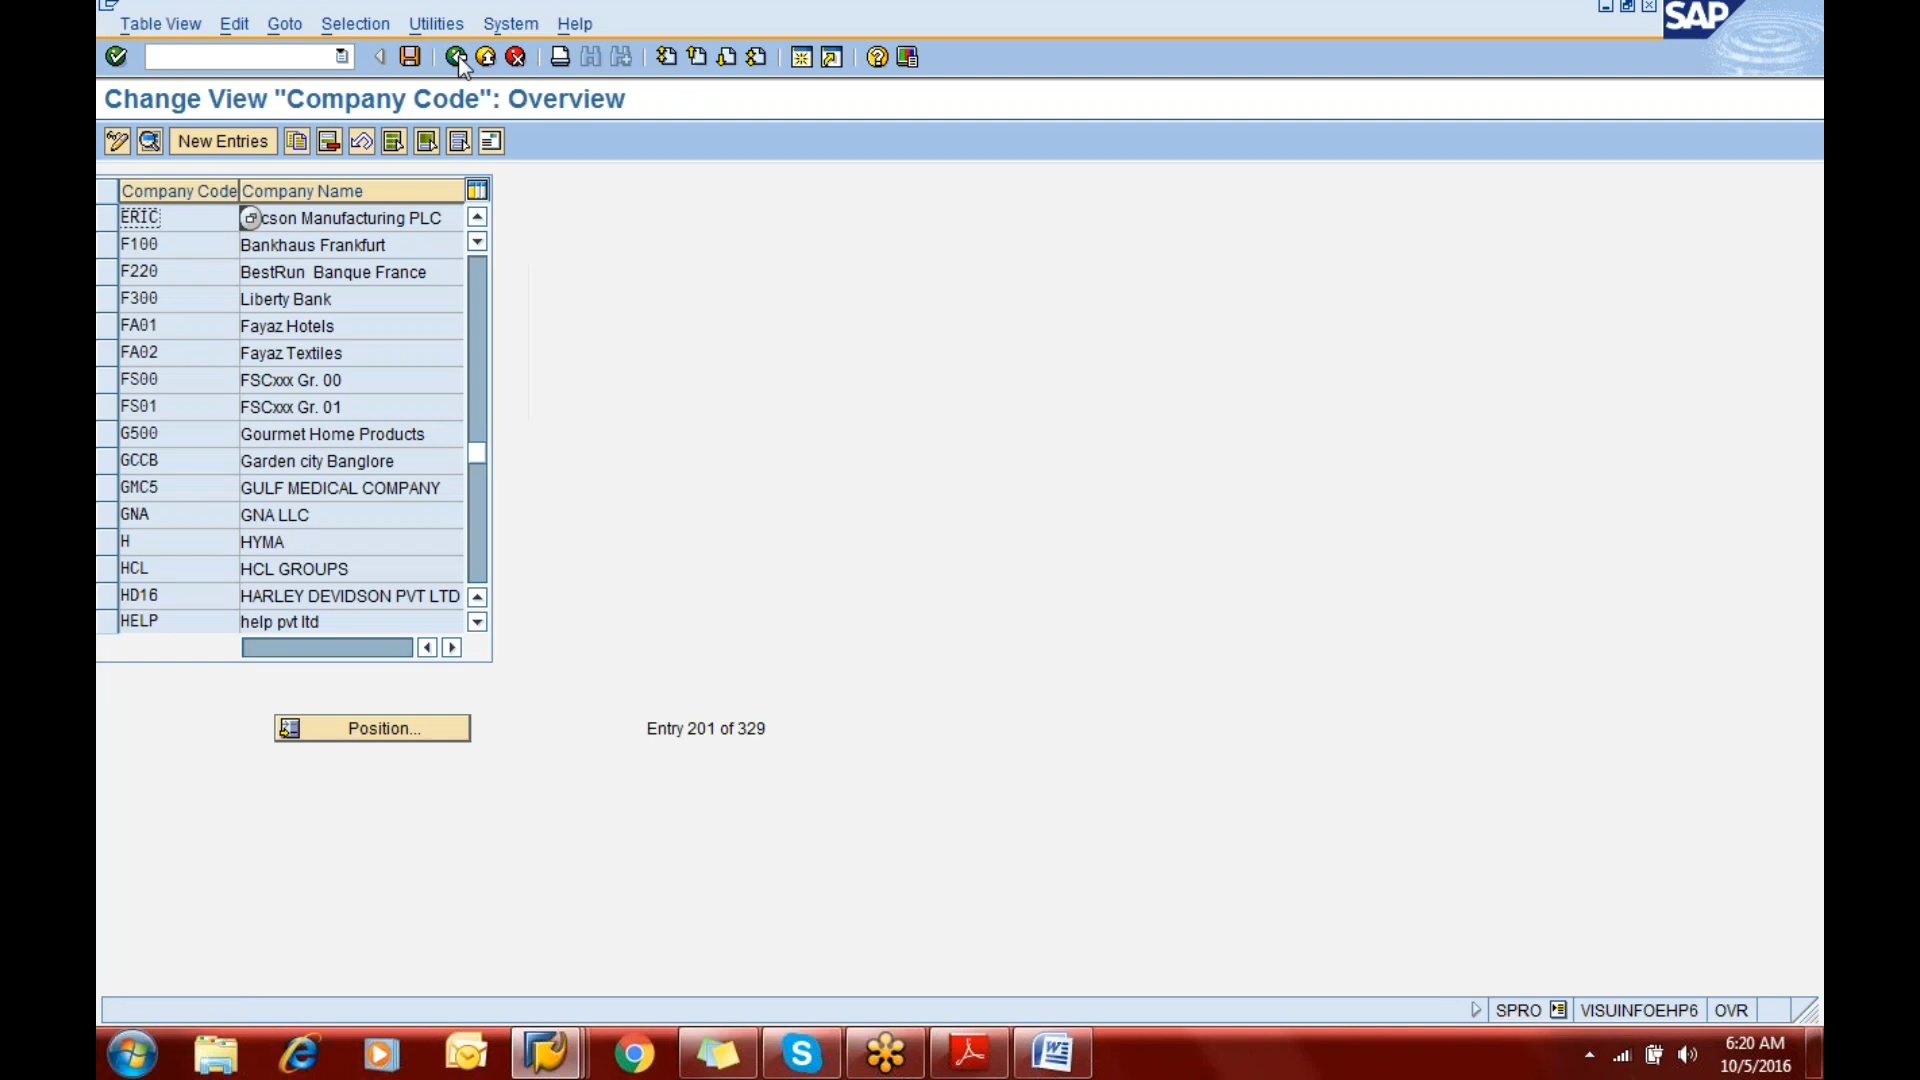 Table View Edit Goto Selection Utilities System Help
SAP
Change View "Company Code": Overview
New Entries
Company Code Company Name
ERIC cson Manufacturing PLC
F100 Bankhaus Frankfurt
F220 BestRun Banque France
F300 Liberty Bank
FA01 Fayaz Hotels
FA02 Fayaz Textiles
FS00 FSCxxx Gr. 00
FS01 FSCxxx Gr. 01
G500 Gourmet Home Products
GCCB Garden city Banglore
GMC5 GULF MEDICAL COMPANY
GNA GNA LLC
H HYMA
HCL HCL GROUPS
HD16 HARLEY DEVIDSON PVT LTD
HELP help pvt ltd
Position... Entry 201 of 329
SPRO VISUINFOEHP6 OVR
6:20 AM
10/5/2016